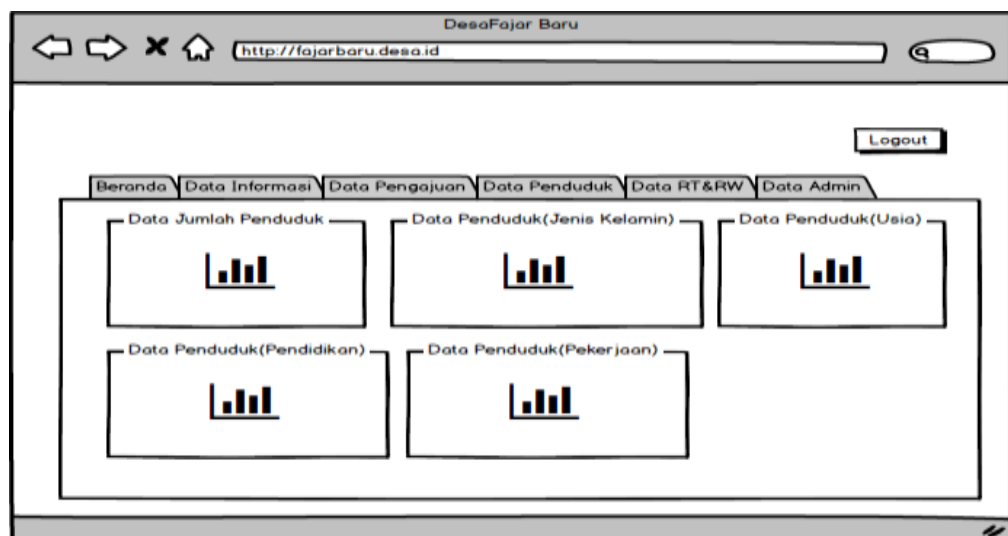 DesaFajar Baru
http://fajarbaru.desa.id
Logout
Beranda Data Informasi Data Pengajuan Data Penduduk Data RT&RW Data Admin
Data Jumlah Penduduk Data Penduduk(Jenis Kelamin) Data Penduduk(Usia)
Data Penduduk(Pendidikan) Data Penduduk(Pekerjaan)